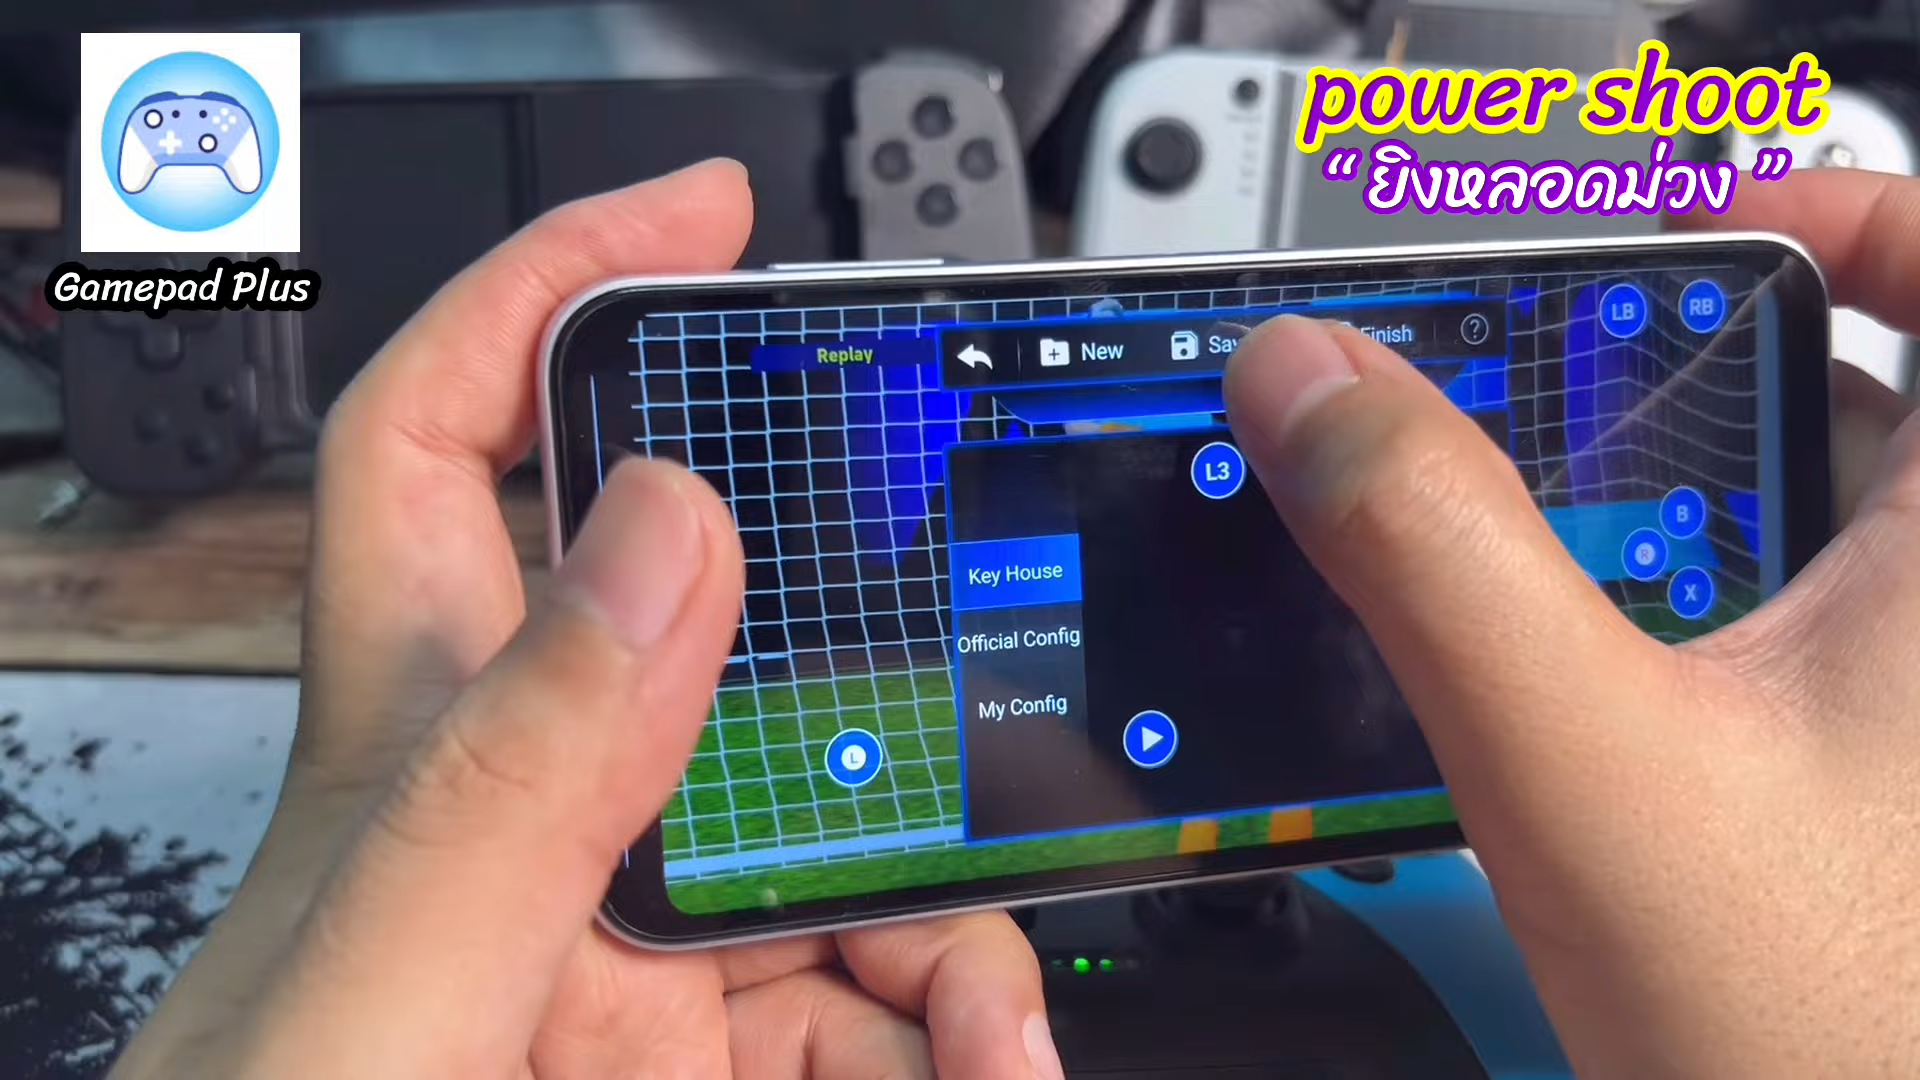 power shoot
“ ยิงหลอดม่วง ”
Gamepad Plus
LB
RB
Replay
New
Finish
L3
B
R
X
Key House
Official Config
My Config
L